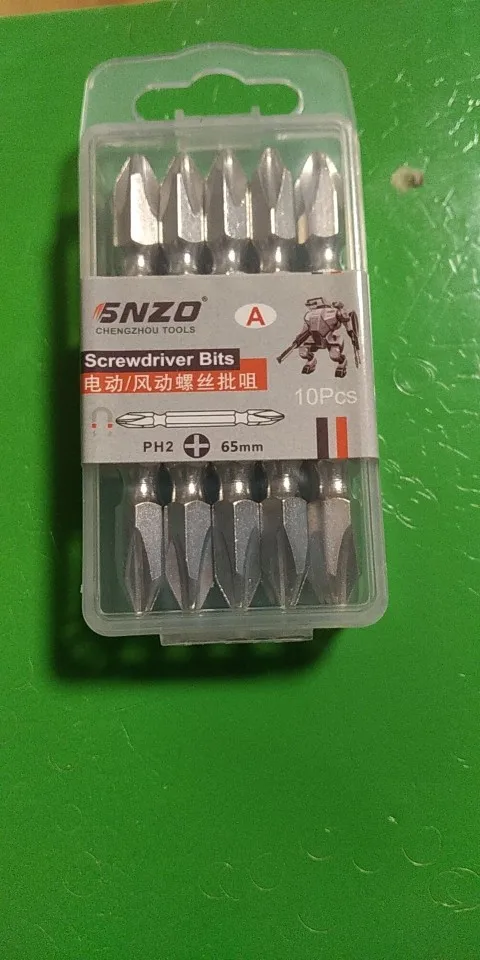 SNZO®
CHENGZHOU TOOLS
A
Screwdriver Bits
电动/风动螺丝批咀
10Pcs
PH2 65mm